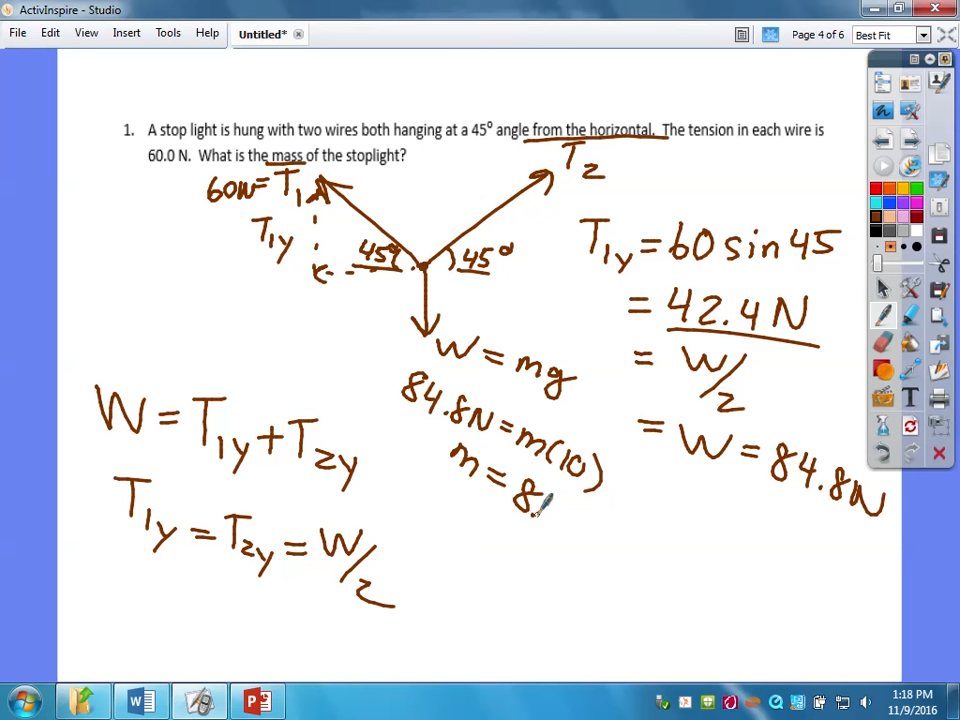 ActivInspire - Studio
File Edit View Insert Tools Help Untitled* Page 4 of 6 Best Fit
1. A stop light is hung with two wires both hanging at a 45⁰ angle from the horizontal. The tension in each wire is
60.0 N. What is the mass of the stoplight?
60N = T1
T2
T1y
45°
45°
T1y = 60 sin 45
= 42.4 N
= W/2
= W = 84.8N
W = mg
84.8N = m(10)
m = 8.
W = T1y + T2y
T1y = T2y = W/2
1:18 PM
11/9/2016